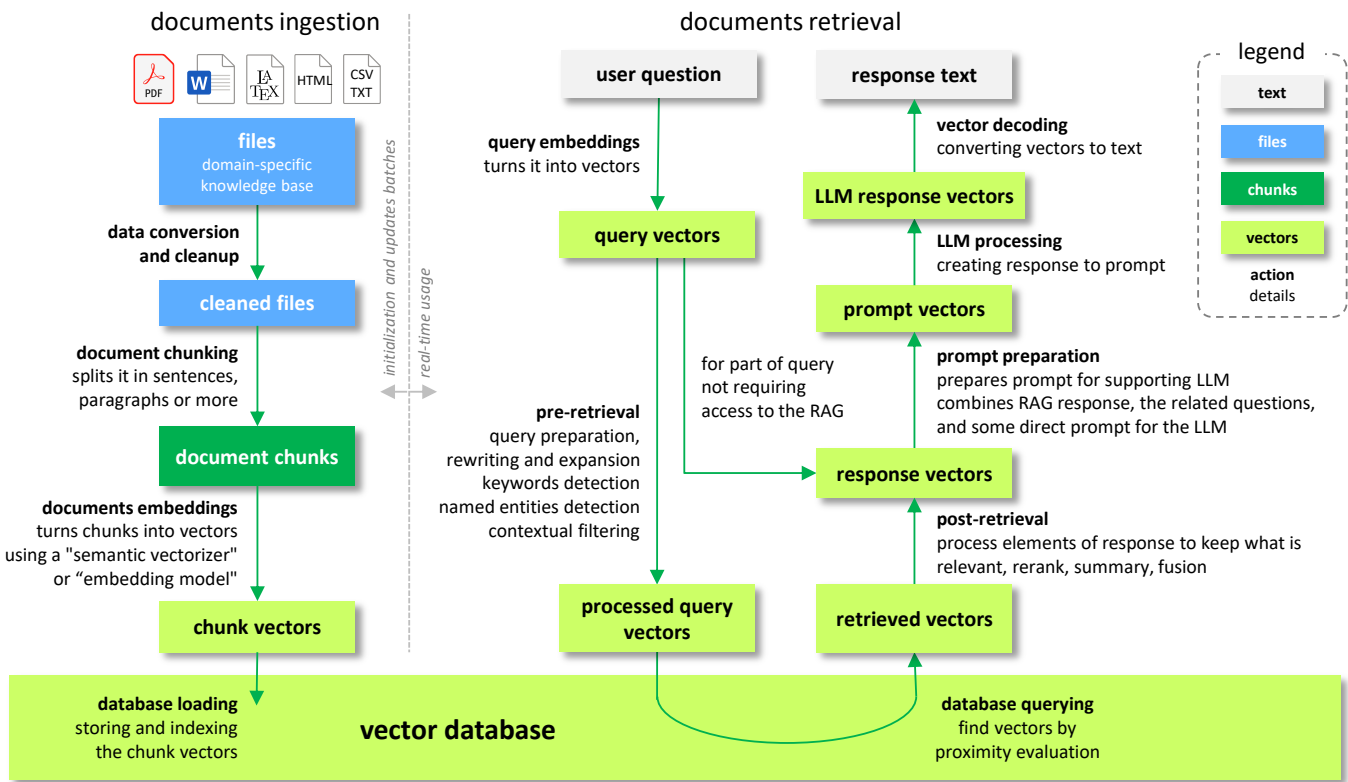 documents ingestion
PDF
W
LATEX
HTML
CSV
TXT
files
domain-specific
knowledge base
data conversion
and cleanup
cleaned files
document chunking
splits it in sentences,
paragraphs or more
document chunks
documents embeddings
turns chunks into vectors
using a "semantic vectorizer"
or “embedding model"
chunk vectors
database loading
storing and indexing
the chunk vectors
vector database
initialization and updates batches
real-time usage
documents retrieval
user question
query embeddings
turns it into vectors
query vectors
for part of query
not requiring
access to the RAG
pre-retrieval
query preparation,
rewriting and expansion
keywords detection
named entities detection
contextual filtering
processed query
vectors
database querying
find vectors by
proximity evaluation
retrieved vectors
post-retrieval
process elements of response to keep what is
relevant, rerank, summary, fusion
response vectors
prompt preparation
prepares prompt for supporting LLM
combines RAG response, the related questions,
and some direct prompt for the LLM
prompt vectors
LLM processing
creating response to prompt
LLM response vectors
vector decoding
converting vectors to text
response text
legend
text
files
chunks
vectors
action
details